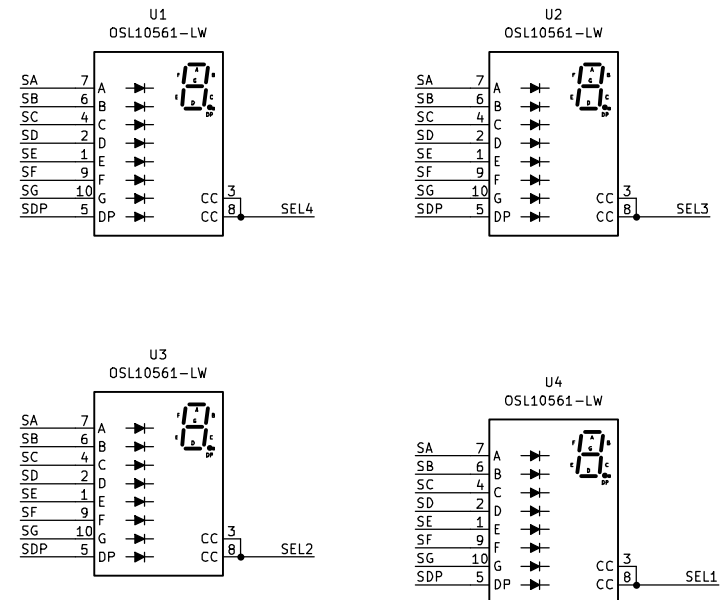 U1
OSL10561-LW
SA 7 A
SB 6 B
SC 4 C
SD 2 D
SE 1 E
SF 9 F
SG 10 G CC 3
SDP 5 DP CC 8 SEL4
A
F B
G
E C
D
DP
U2
OSL10561-LW
SA 7 A
SB 6 B
SC 4 C
SD 2 D
SE 1 E
SF 9 F
SG 10 G CC 3
SDP 5 DP CC 8 SEL3
A
F B
G
E C
D
DP
U3
OSL10561-LW
SA 7 A
SB 6 B
SC 4 C
SD 2 D
SE 1 E
SF 9 F
SG 10 G CC 3
SDP 5 DP CC 8 SEL2
A
F B
G
E C
D
DP
U4
OSL10561-LW
SA 7 A
SB 6 B
SC 4 C
SD 2 D
SE 1 E
SF 9 F
SG 10 G CC 3
SDP 5 DP CC 8 SEL1
A
F B
G
E C
D
DP